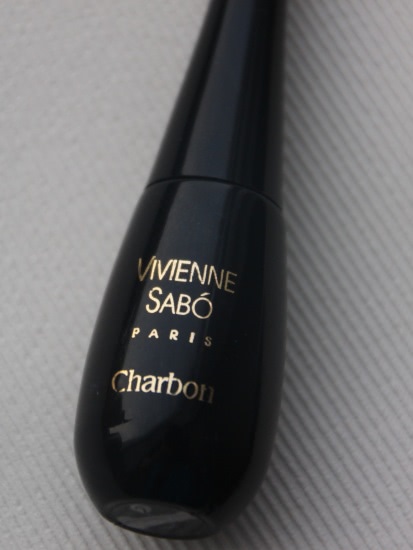 VIVIENNE
SABÓ
PARIS
Charbon